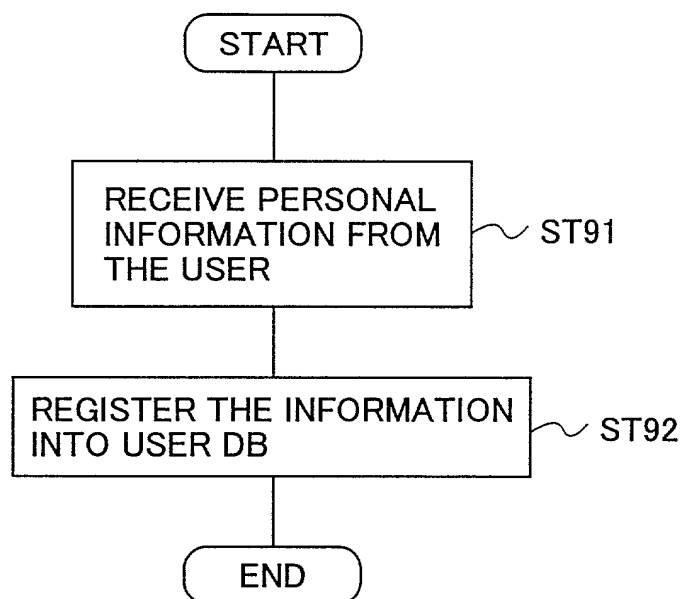 START
RECEIVE PERSONAL
INFORMATION FROM
THE USER
ST91
REGISTER THE INFORMATION
INTO USER DB
ST92
END